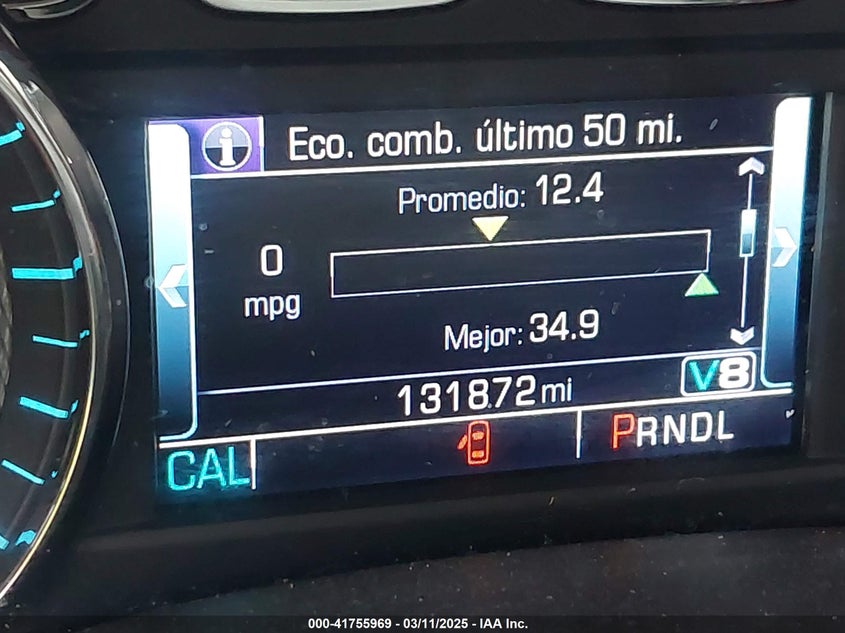 Eco. comb. último 50 mi.
Promedio: 12.4
0
mpg
Mejor: 34.9
V8
131872 mi
CAL
PRNDL
000-41755969 - 03/11/2025 - IAA Inc.